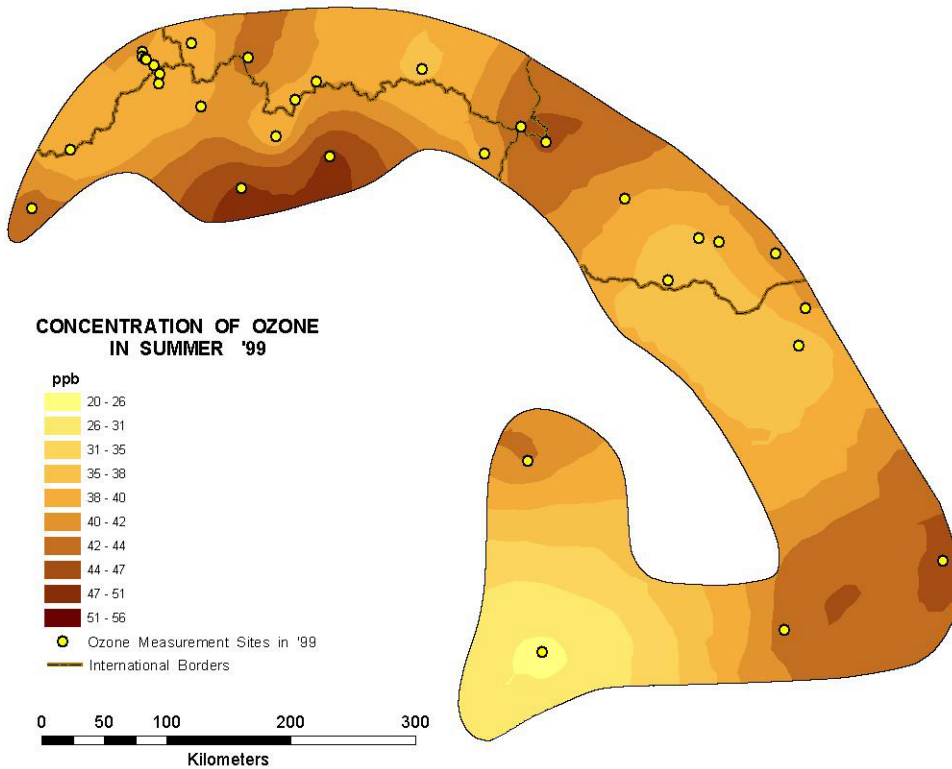 CONCENTRATION OF OZONE
IN SUMMER '99
ppb
20 - 26
26 - 31
31 - 35
35 - 38
38 - 40
40 - 42
42 - 44
44 - 47
47 - 51
51 - 56
Ozone Measurement Sites in '99
International Borders
0 50 100 200 300
Kilometers